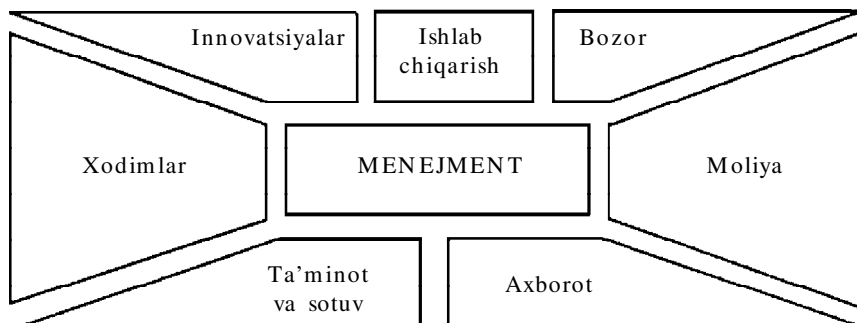 Innovatsiyalar
Ishlab
chiqarish
Bozor
Xodimlar
MENEJMENT
Moliya
Ta’minot
va sotuv
Axborot